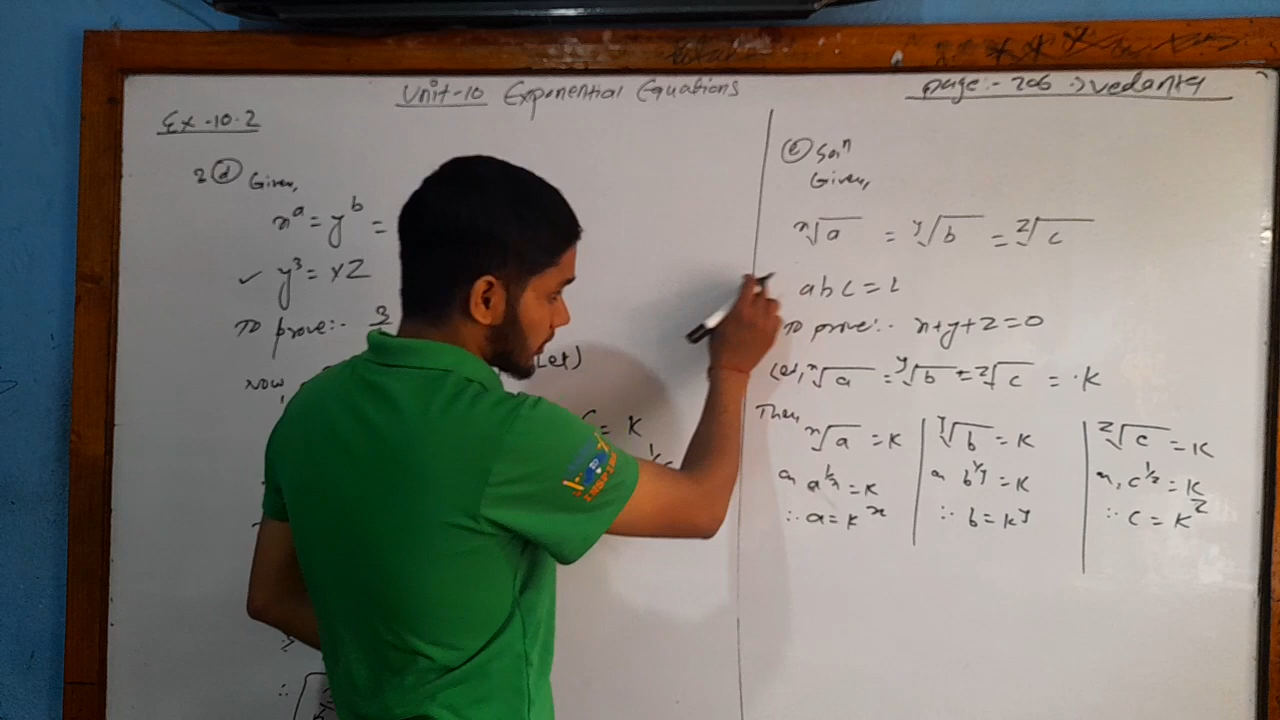 Unit-10 Exponential Equations
page:- 206 :) vedanta
Ex-10.2
2 (d) Given,
x^a = y^b =
✓ y³ = xz
To prove:- 3
(Let)
Now,
= K
(e) Solⁿ
Given,
ˣ√a = ʸ√b = ᶻ√c
abc = 1
To prove:- x+y+z=0
Let, ˣ√a = ʸ√b = ᶻ√c = K
Then,
ˣ√a = K | ʸ√b = K | ᶻ√c = K
or, a^1/x = K | or, b^1/y = K | or, c^1/z = K
∴ a = K^x | ∴ b = K^y | ∴ c = K^z